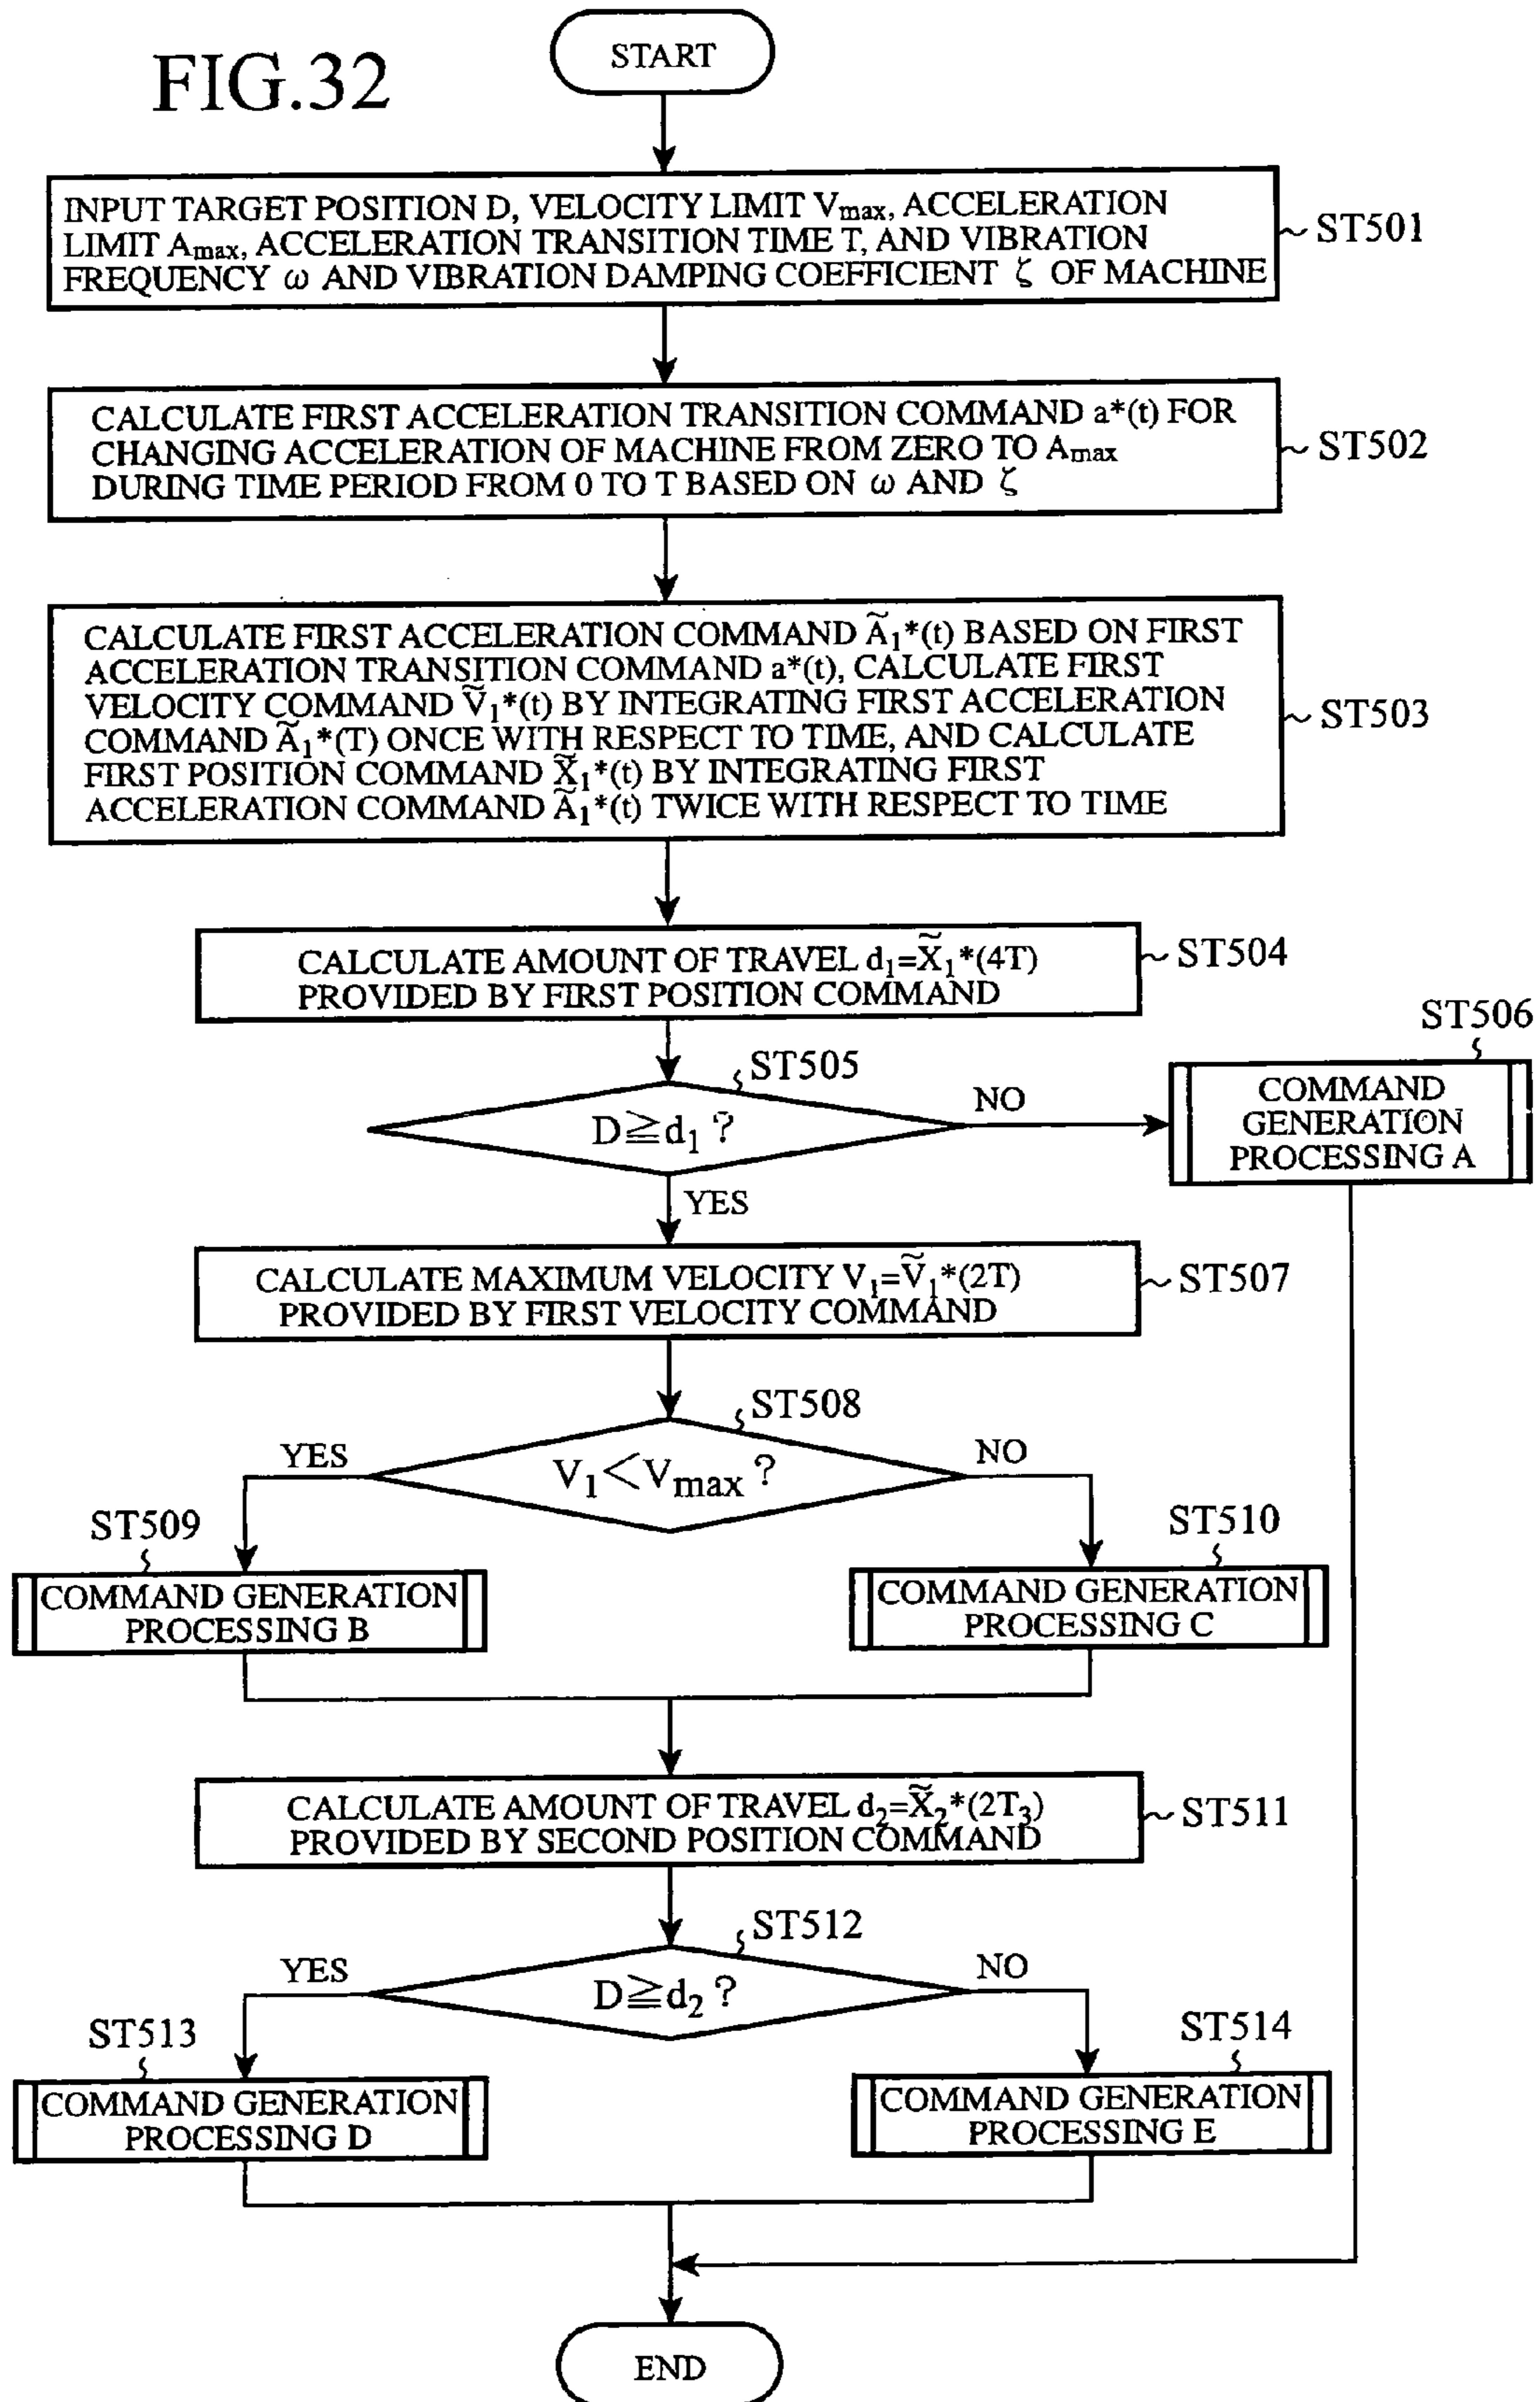 FIG.32
START
INPUT TARGET POSITION D, VELOCITY LIMIT Vmax, ACCELERATION
LIMIT Amax, ACCELERATION TRANSITION TIME T, AND VIBRATION
FREQUENCY ω AND VIBRATION DAMPING COEFFICIENT ζ OF MACHINE
ST501
CALCULATE FIRST ACCELERATION TRANSITION COMMAND a*(t) FOR
CHANGING ACCELERATION OF MACHINE FROM ZERO TO Amax
DURING TIME PERIOD FROM 0 TO T BASED ON ω AND ζ
ST502
CALCULATE FIRST ACCELERATION COMMAND Ã1*(t) BASED ON FIRST
ACCELERATION TRANSITION COMMAND a*(t), CALCULATE FIRST
VELOCITY COMMAND Ṽ1*(t) BY INTEGRATING FIRST ACCELERATION
COMMAND Ã1*(T) ONCE WITH RESPECT TO TIME, AND CALCULATE
FIRST POSITION COMMAND X̃1*(t) BY INTEGRATING FIRST
ACCELERATION COMMAND Ã1*(t) TWICE WITH RESPECT TO TIME
ST503
CALCULATE AMOUNT OF TRAVEL d1=X̃1*(4T)
PROVIDED BY FIRST POSITION COMMAND
ST504
ST505
D≧d1 ?
NO
YES
ST506
COMMAND
GENERATION
PROCESSING A
CALCULATE MAXIMUM VELOCITY V1=Ṽ1*(2T)
PROVIDED BY FIRST VELOCITY COMMAND
ST507
ST508
V1<Vmax ?
YES
NO
ST509
COMMAND GENERATION
PROCESSING B
ST510
COMMAND GENERATION
PROCESSING C
CALCULATE AMOUNT OF TRAVEL d2=X̃2*(2T3)
PROVIDED BY SECOND POSITION COMMAND
ST511
ST512
D≧d2 ?
YES
NO
ST513
COMMAND GENERATION
PROCESSING D
ST514
COMMAND GENERATION
PROCESSING E
END